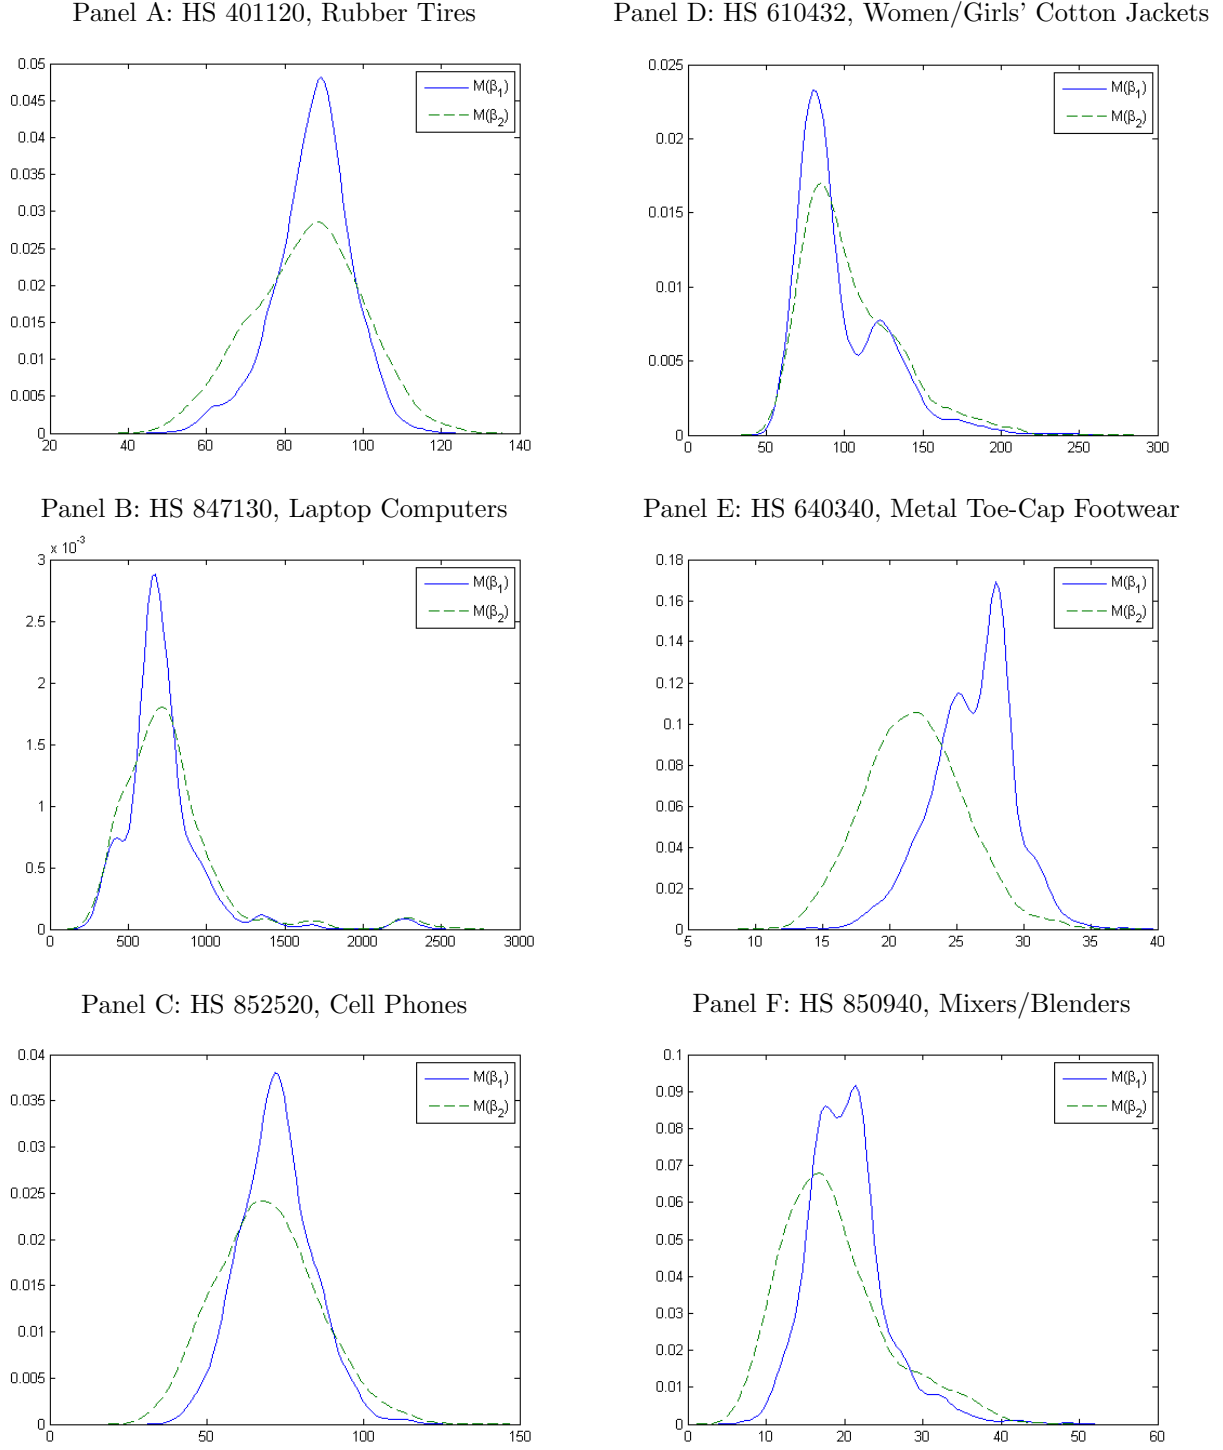 Panel A: HS 401120, Rubber Tires
0.05
0.045
0.04
0.035
0.03
0.025
0.02
0.015
0.01
0.005
0
20 40 60 80 100 120 140
M(β1)
M(β2)
Panel D: HS 610432, Women/Girls' Cotton Jackets
0.025
0.02
0.015
0.01
0.005
0
0 50 100 150 200 250 300
M(β1)
M(β2)
Panel B: HS 847130, Laptop Computers
x 10-3
3
2.5
2
1.5
1
0.5
0
0 500 1000 1500 2000 2500 3000
M(β1)
M(β2)
Panel E: HS 640340, Metal Toe-Cap Footwear
0.18
0.16
0.14
0.12
0.1
0.08
0.06
0.04
0.02
0
5 10 15 20 25 30 35 40
M(β1)
M(β2)
Panel C: HS 852520, Cell Phones
0.04
0.035
0.03
0.025
0.02
0.015
0.01
0.005
0
0 50 100 150
M(β1)
M(β2)
Panel F: HS 850940, Mixers/Blenders
0.1
0.09
0.08
0.07
0.06
0.05
0.04
0.03
0.02
0.01
0
0 10 20 30 40 50 60
M(β1)
M(β2)